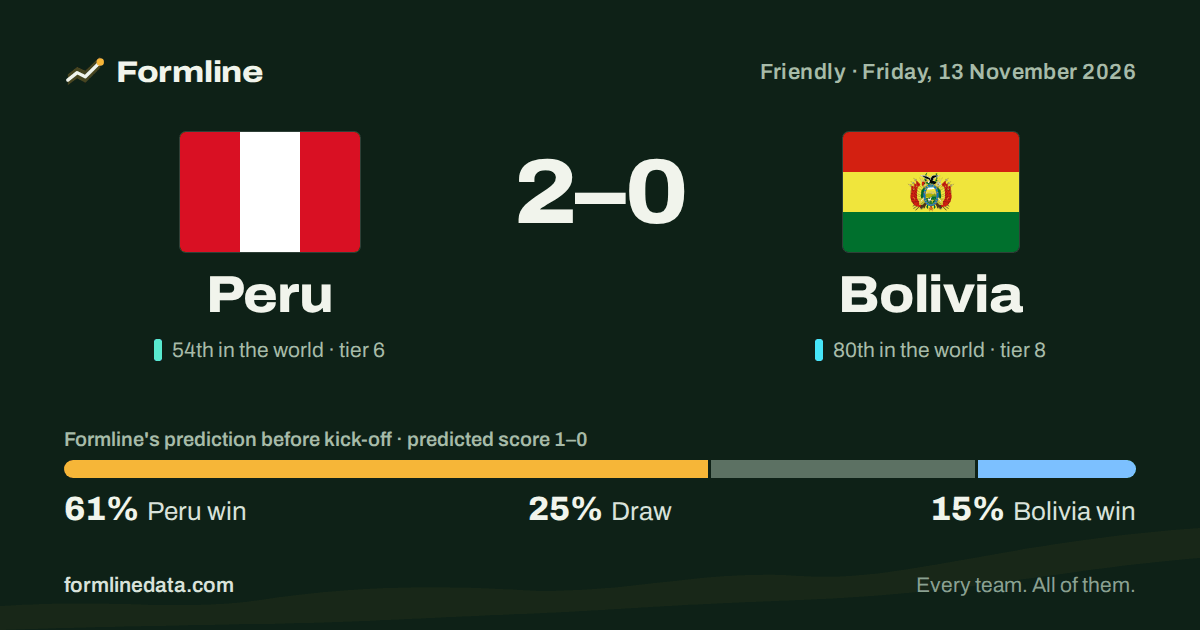 Formline
Friendly · Friday, 13 November 2026
2–0
Peru
Bolivia
54th in the world · tier 6
80th in the world · tier 8
Formline's prediction before kick-off · predicted score 1–0
61% Peru win
25% Draw
15% Bolivia win
formlinedata.com
Every team. All of them.